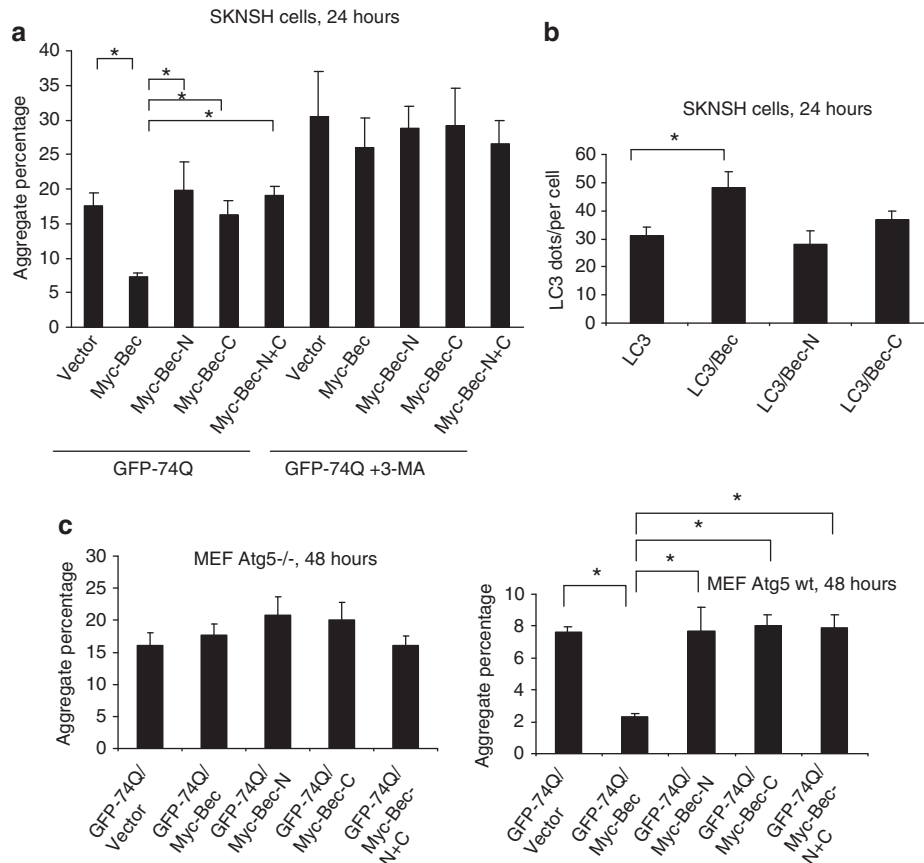 a
SKNSH cells, 24 hours
Aggregate percentage
40
35
30
25
20
15
10
5
0
*
*
*
*
Vector
Myc-Bec
Myc-Bec-N
Myc-Bec-C
Myc-Bec-N+C
Vector
Myc-Bec
Myc-Bec-N
Myc-Bec-C
Myc-Bec-N+C
GFP-74Q
GFP-74Q +3-MA
b
SKNSH cells, 24 hours
LC3 dots/per cell
60
50
40
30
20
10
0
*
LC3
LC3/Bec
LC3/Bec-N
LC3/Bec-C
c
MEF Atg5-/-, 48 hours
Aggregate percentage
30
25
20
15
10
5
0
GFP-74Q/
Vector
GFP-74Q/
Myc-Bec
GFP-74Q/
Myc-Bec-N
GFP-74Q/
Myc-Bec-C
GFP-74Q/
Myc-Bec-
N+C
MEF Atg5 wt, 48 hours
Aggregate percentage
10
8
6
4
2
0
*
*
*
*
GFP-74Q/
Vector
GFP-74Q/
Myc-Bec
GFP-74Q/
Myc-Bec-N
GFP-74Q/
Myc-Bec-C
GFP-74Q/
Myc-Bec-
N+C